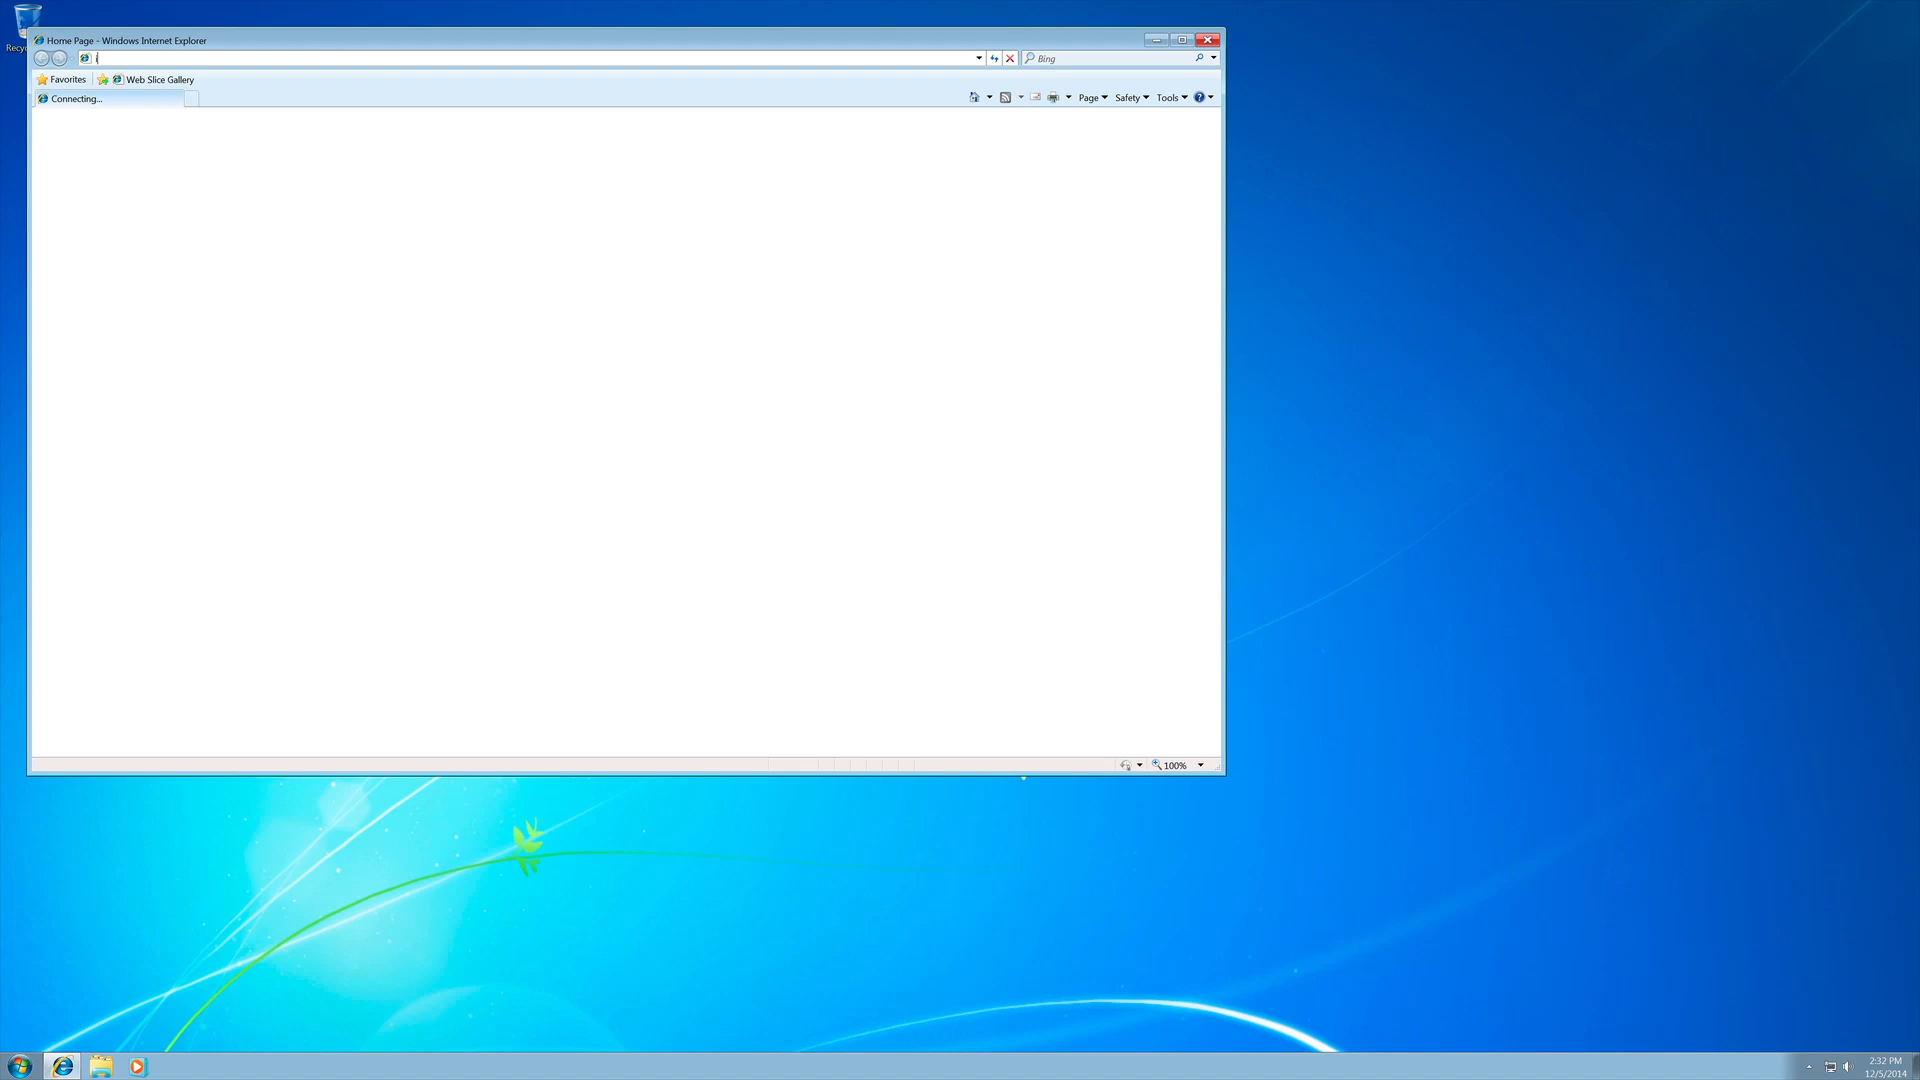 Recyc
Home Page - Windows Internet Explorer
Bing
Favorites
Web Slice Gallery
Connecting...
Page
Safety
Tools
100%
2:32 PM
12/5/2014